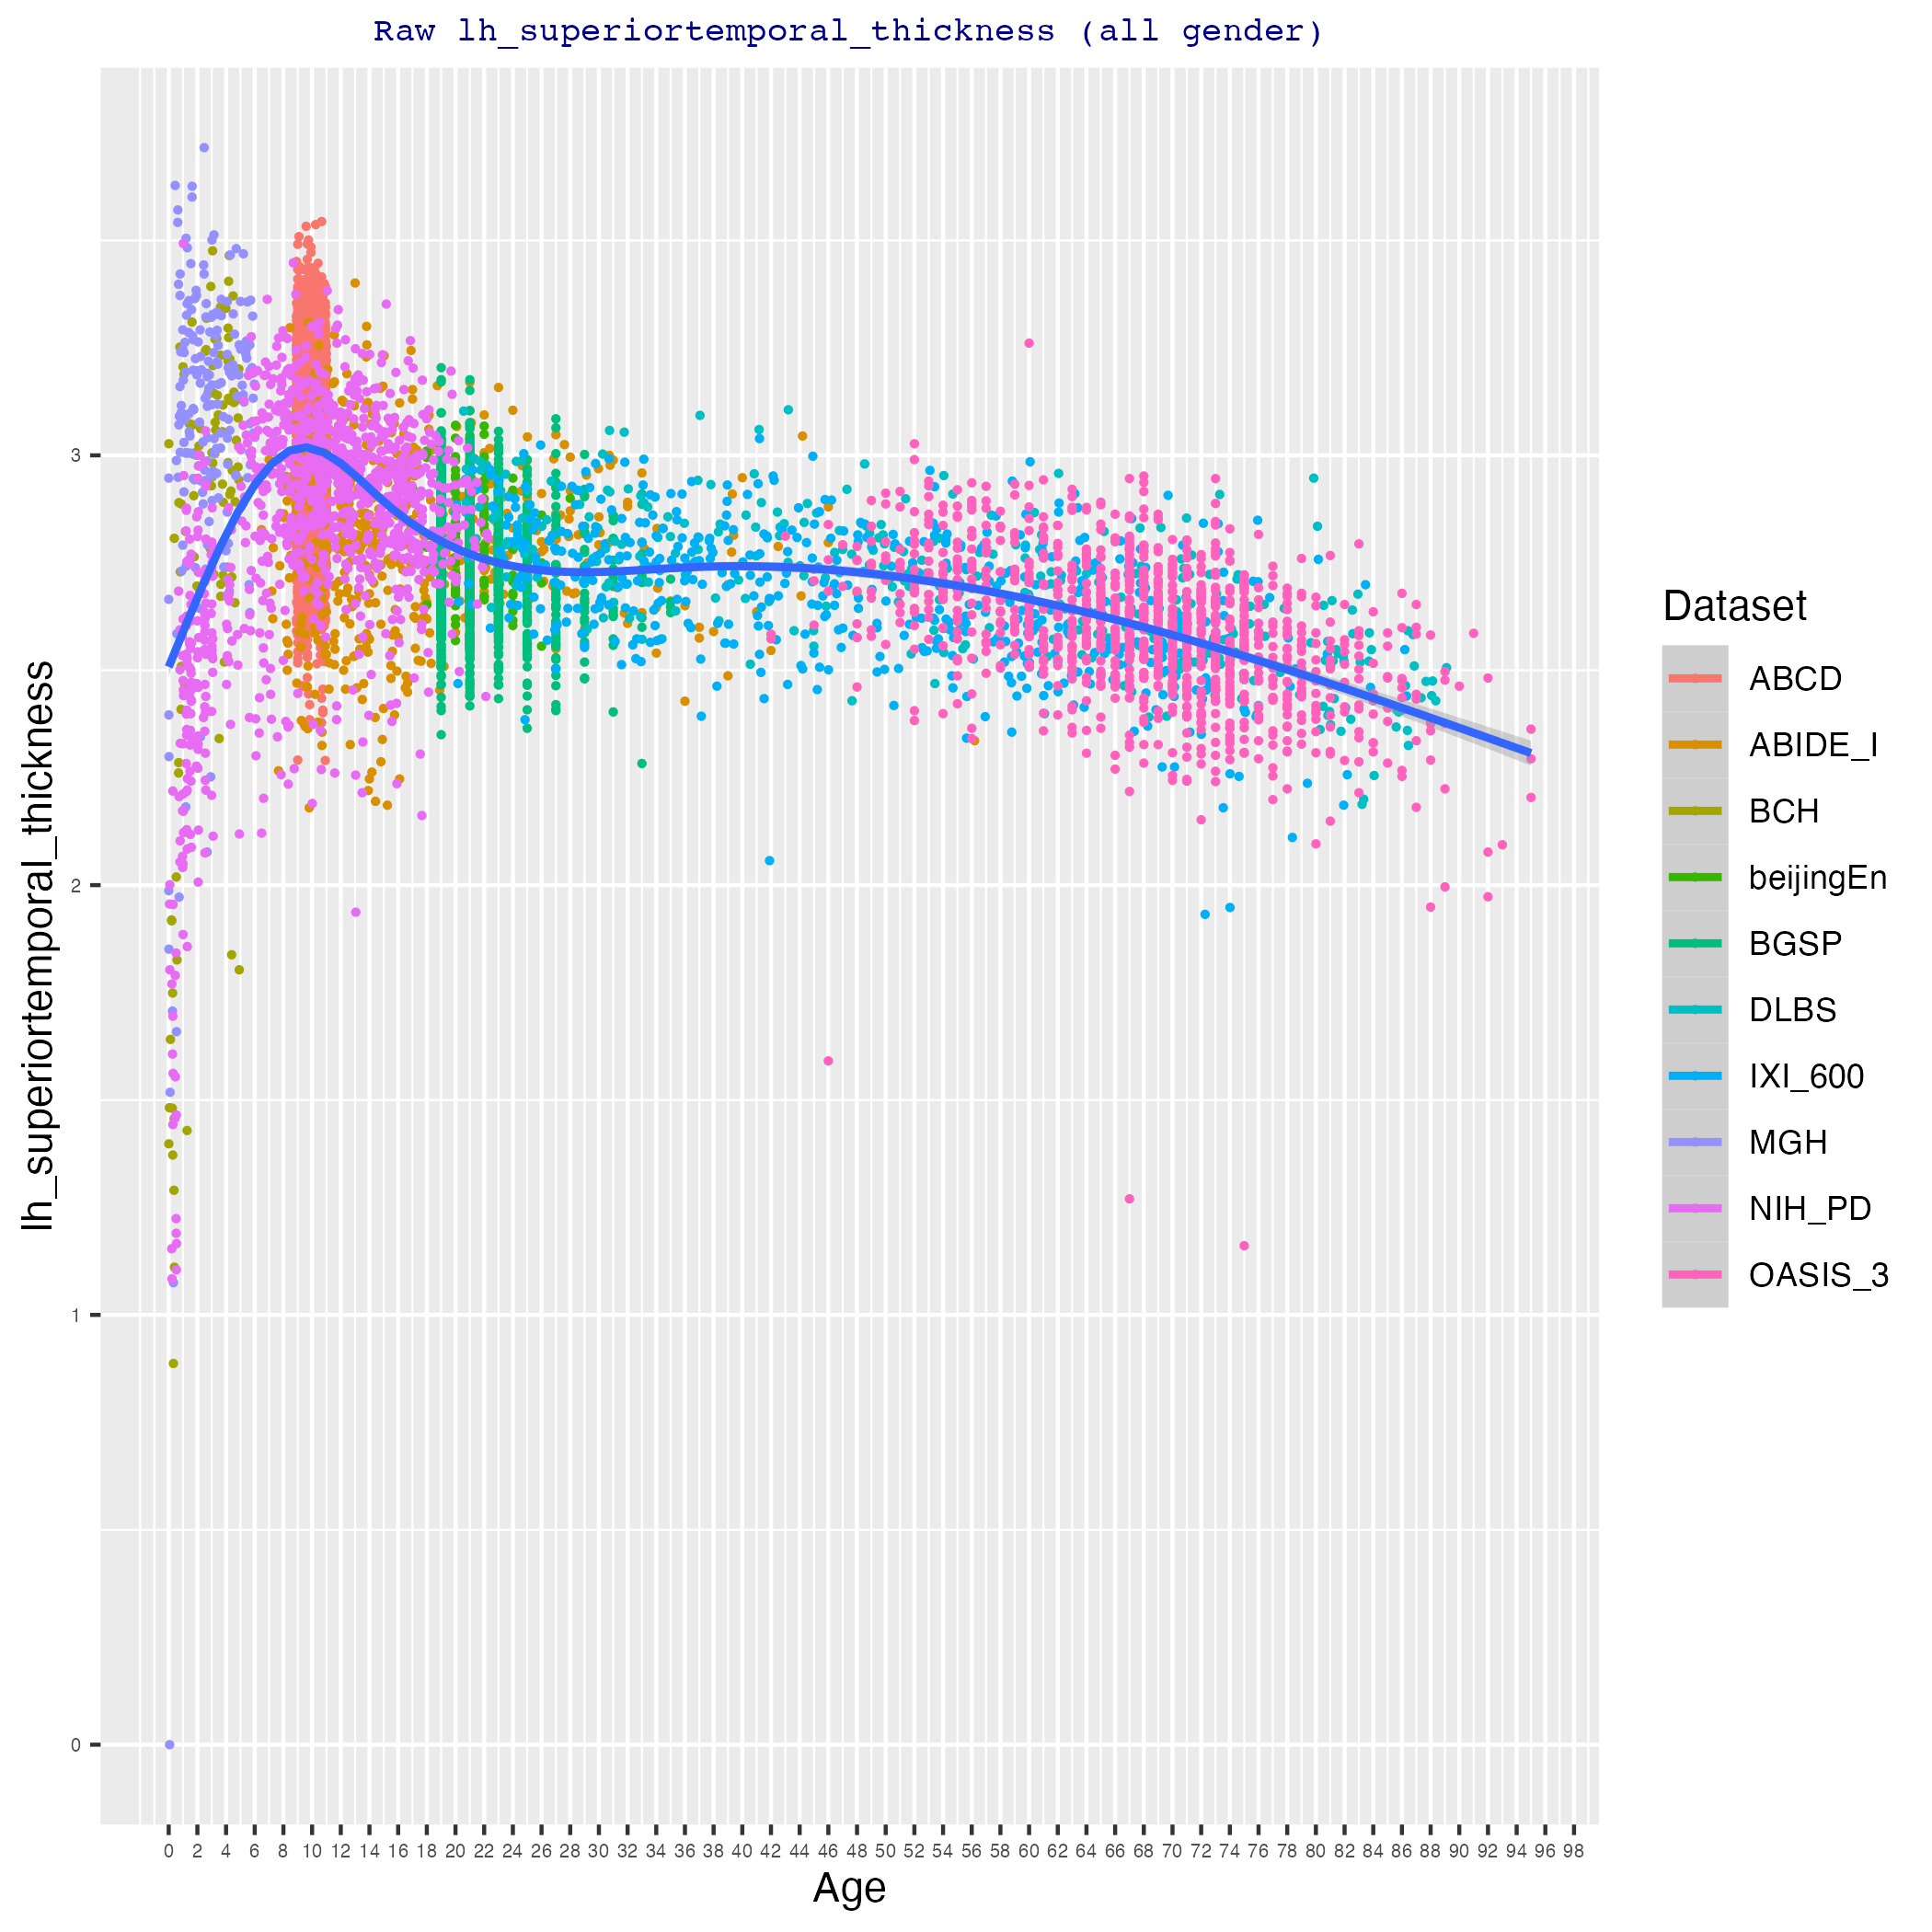 Raw lh_superiortemporal_thickness (all gender)
lh_superiortemporal_thickness
3
2
1
0
0 2 4 6 8 10 12 14 16 18 20 22 24 26 28 30 32 34 36 38 40 42 44 46 48 50 52 54 56 58 60 62 64 66 68 70 72 74 76 78 80 82 84 86 88 90 92 94 96 98
Age
Dataset
ABCD
ABIDE_I
BCH
beijingEn
BGSP
DLBS
IXI_600
MGH
NIH_PD
OASIS_3